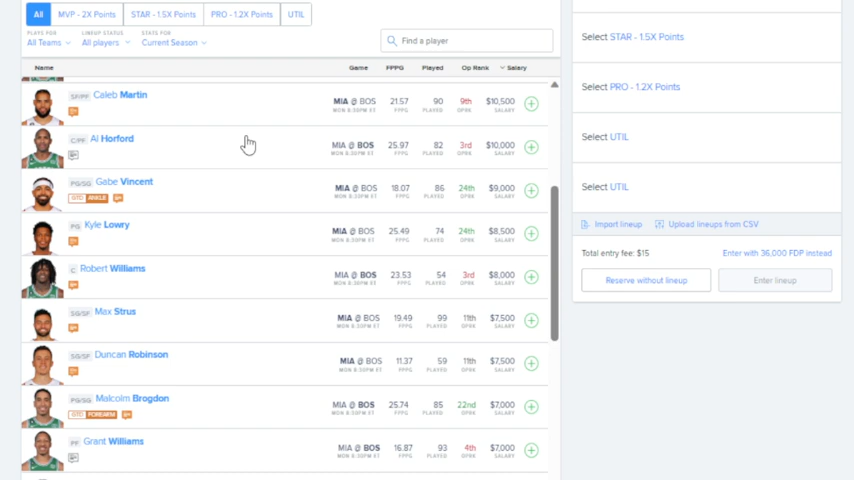 All MVP - 2X Points STAR - 1.5X Points PRO - 1.2X Points UTIL
PLAYS FOR LINEUP STATUS STATS FOR
All Teams All players Current Season
Find a player
Name Game FPPG Played Op Rank Salary
SF/PF Caleb Martin MIA @ BOS 21.57 90 9th $10,500
MON 8:30PM ET FPPG PLAYED OPRK SALARY
C/PF Al Horford MIA @ BOS 25.97 82 3rd $10,000
MON 8:30PM ET FPPG PLAYED OPRK SALARY
PG/SG Gabe Vincent MIA @ BOS 18.07 86 24th $9,000
GTD ANKLE MON 8:30PM ET FPPG PLAYED OPRK SALARY
PG Kyle Lowry MIA @ BOS 25.49 74 24th $8,500
MON 8:30PM ET FPPG PLAYED OPRK SALARY
C Robert Williams MIA @ BOS 23.53 54 3rd $8,000
MON 8:30PM ET FPPG PLAYED OPRK SALARY
SG/SF Max Strus MIA @ BOS 19.49 99 11th $7,500
MON 8:30PM ET FPPG PLAYED OPRK SALARY
SG/SF Duncan Robinson MIA @ BOS 11.37 59 11th $7,500
MON 8:30PM ET FPPG PLAYED OPRK SALARY
PG/SG Malcolm Brogdon MIA @ BOS 25.74 85 22nd $7,000
GTD FOREARM MON 8:30PM ET FPPG PLAYED OPRK SALARY
PF Grant Williams MIA @ BOS 16.87 93 4th $7,000
MON 8:30PM ET FPPG PLAYED OPRK SALARY
Select STAR - 1.5X Points
Select PRO - 1.2X Points
Select UTIL
Select UTIL
Import lineup Upload lineups from CSV
Total entry fee: $15 Enter with 36,000 FDP instead
Reserve without lineup Enter lineup